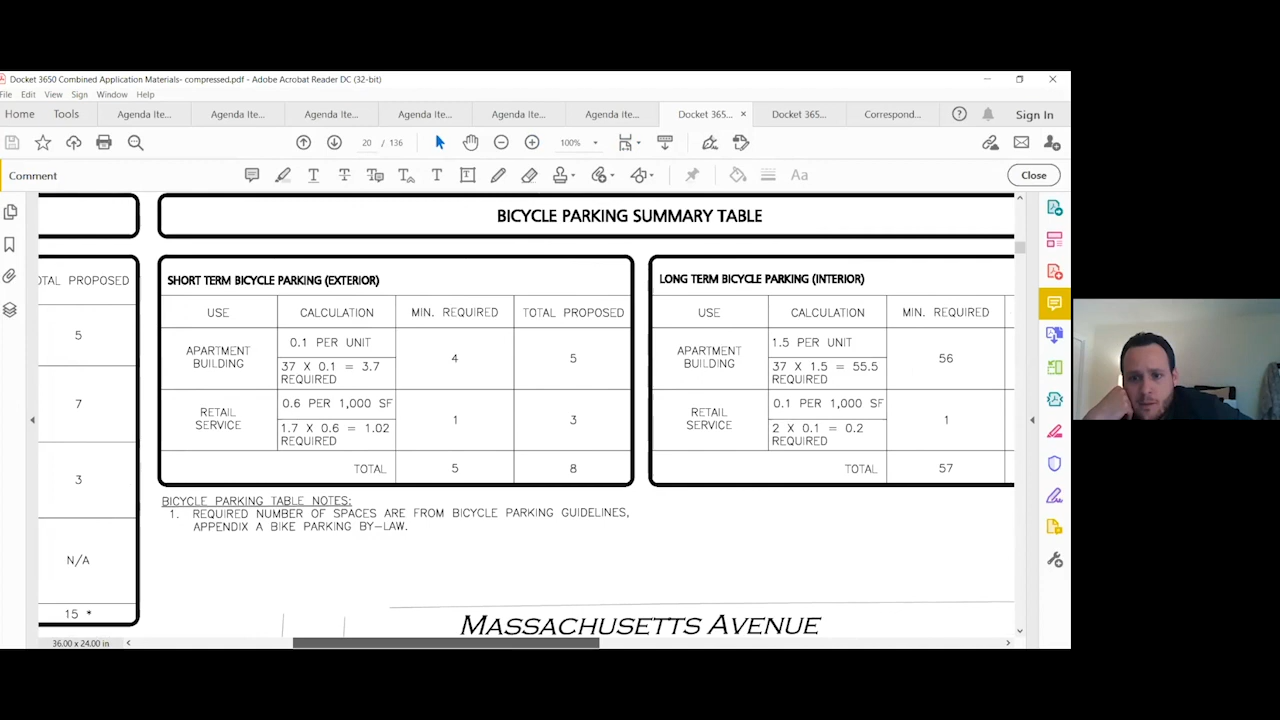 Docket 3650 Combined Application Materials- compressed.pdf - Adobe Acrobat Reader DC (32-bit)
File Edit View Sign Window Help
Home Tools Agenda Ite... Agenda Ite... Agenda Ite... Agenda Ite... Agenda Ite... Agenda Ite... Docket 365... × Docket 365... Correspond... Sign In
20 / 136 100%
Comment Close
BICYCLE PARKING SUMMARY TABLE
OTAL PROPOSED
5
7
3
N/A
15 *
SHORT TERM BICYCLE PARKING (EXTERIOR)
USE CALCULATION MIN. REQUIRED TOTAL PROPOSED
APARTMENT BUILDING 0.1 PER UNIT 4 5
37 X 0.1 = 3.7 REQUIRED
RETAIL SERVICE 0.6 PER 1,000 SF 1 3
1.7 X 0.6 = 1.02 REQUIRED
TOTAL 5 8
LONG TERM BICYCLE PARKING (INTERIOR)
USE CALCULATION MIN. REQUIRED
APARTMENT BUILDING 1.5 PER UNIT 56
37 X 1.5 = 55.5 REQUIRED
RETAIL SERVICE 0.1 PER 1,000 SF 1
2 X 0.1 = 0.2 REQUIRED
TOTAL 57
BICYCLE PARKING TABLE NOTES:
1. REQUIRED NUMBER OF SPACES ARE FROM BICYCLE PARKING GUIDELINES,
APPENDIX A BIKE PARKING BY-LAW.
MASSACHUSETTS AVENUE
36.00 x 24.00 in